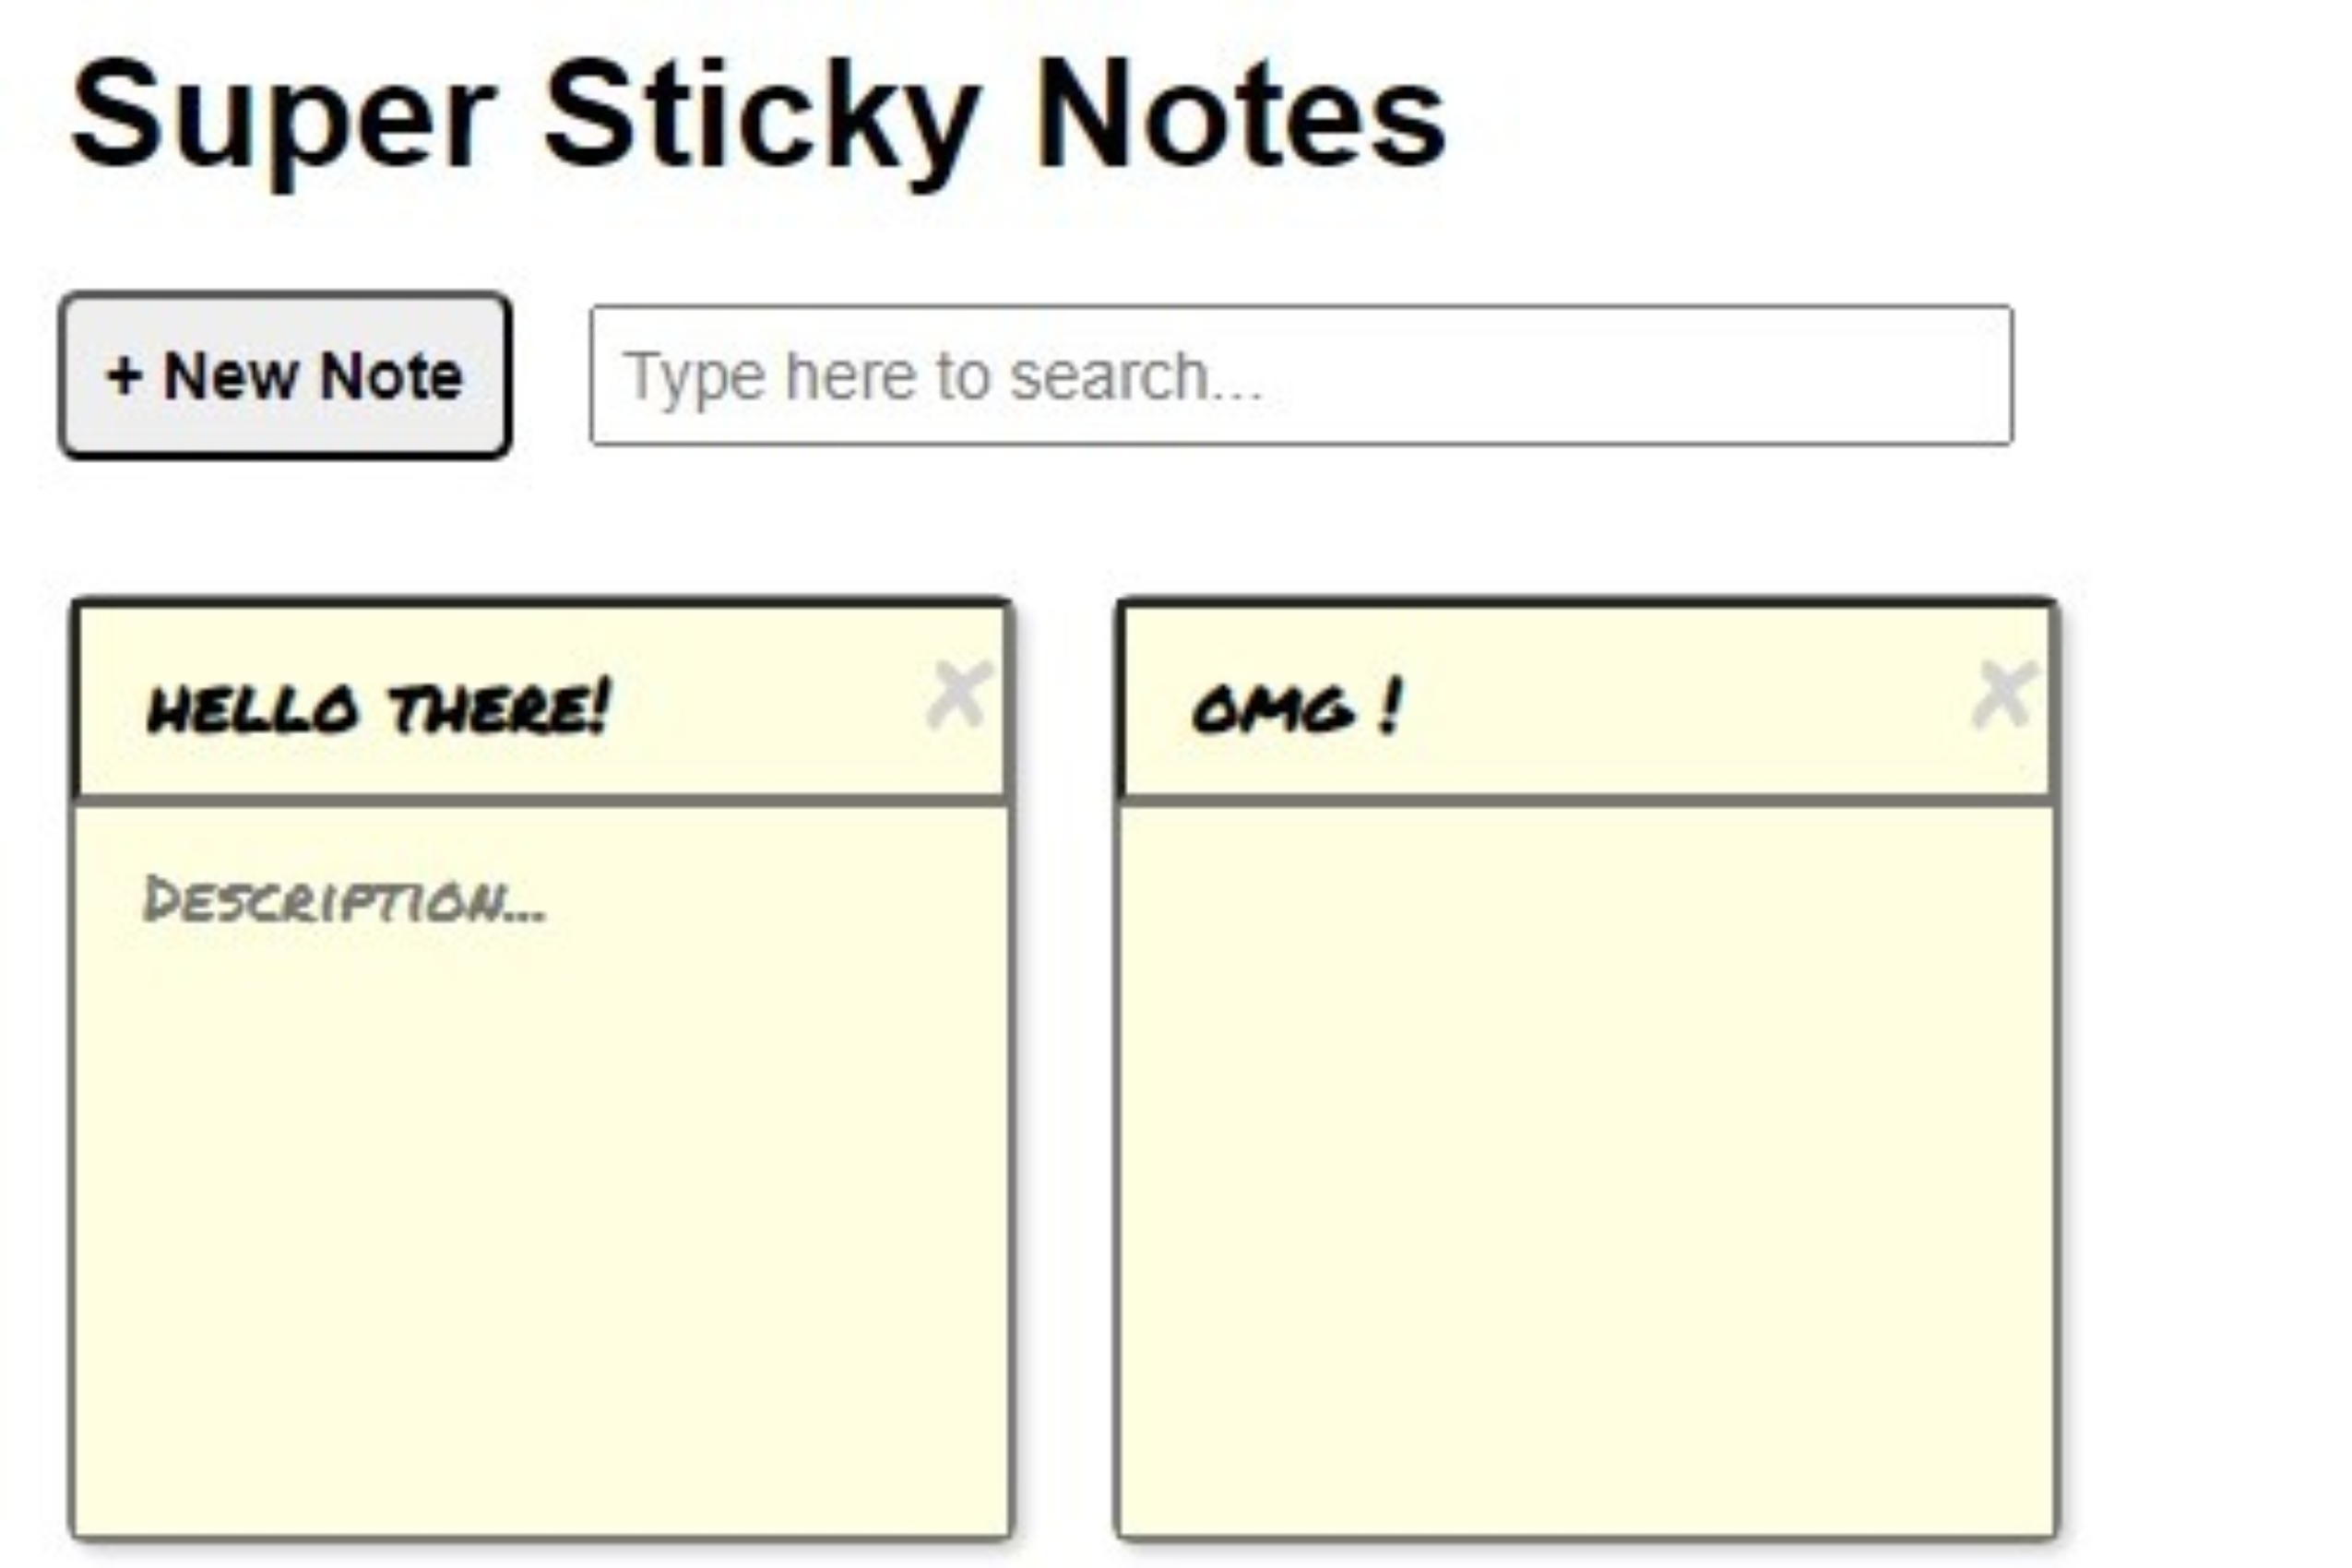 Super Sticky Notes
+ New Note
Type here to search...
HELLO THERE!
OMG !
DESCRIPTION...